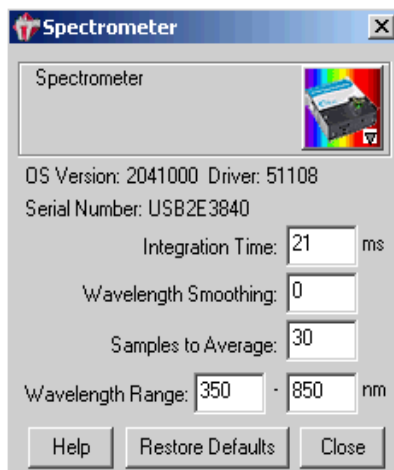 Spectrometer
Spectrometer
OS Version: 2041000 Driver: 51108
Serial Number: USB2E3840
Integration Time: 21 ms
Wavelength Smoothing: 0
Samples to Average: 30
Wavelength Range: 350 - 850 nm
Help Restore Defaults Close